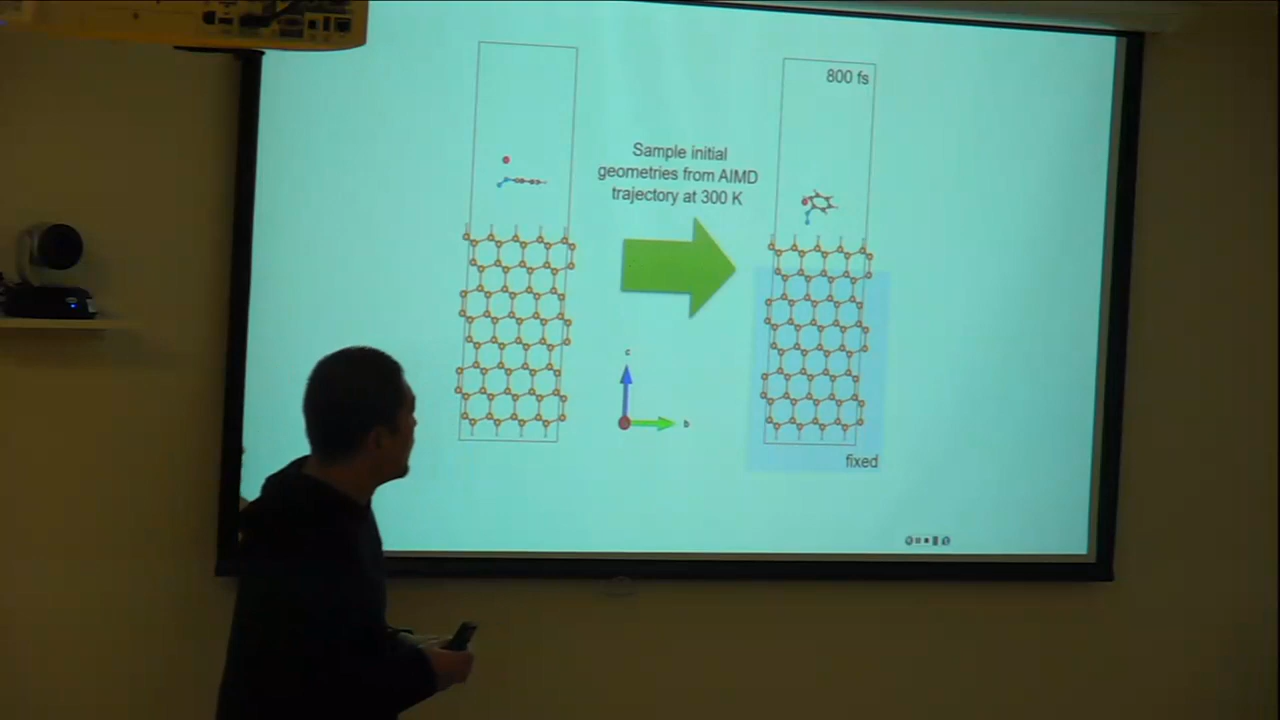 800 fs
Sample initial
geometries from AIMD
trajectory at 300 K
c
b
fixed